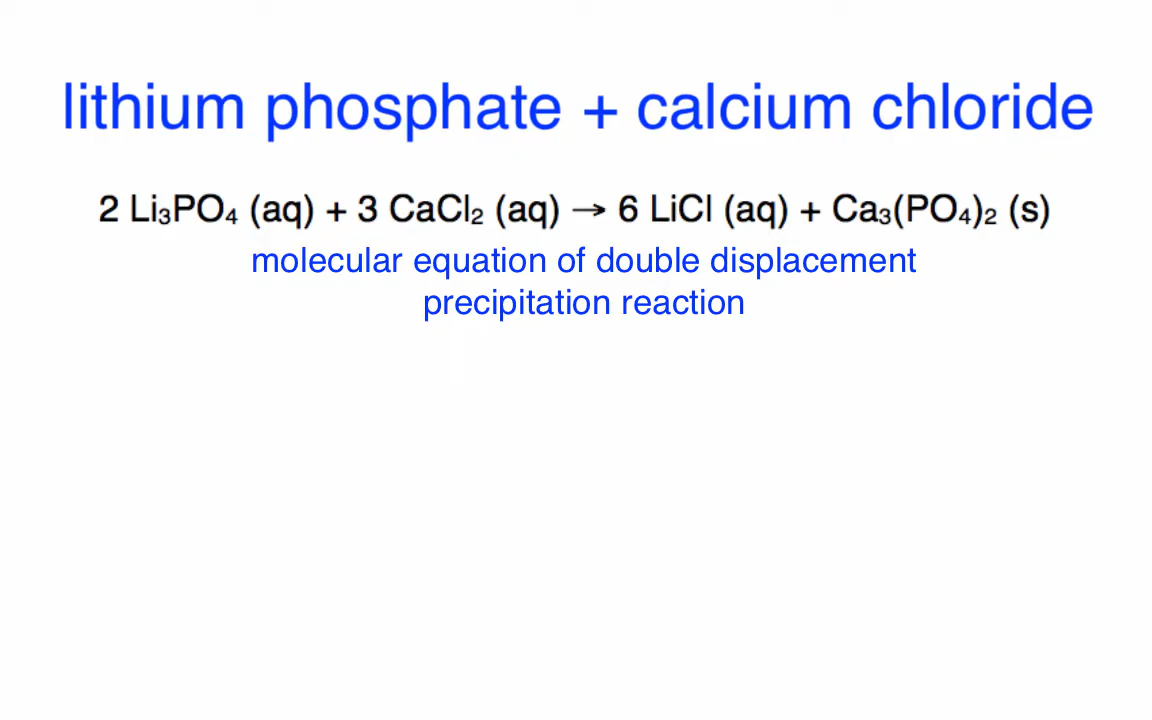 lithium phosphate + calcium chloride
2 Li₃PO₄ (aq) + 3 CaCl₂ (aq) → 6 LiCl (aq) + Ca₃(PO₄)₂ (s)
molecular equation of double displacement
precipitation reaction